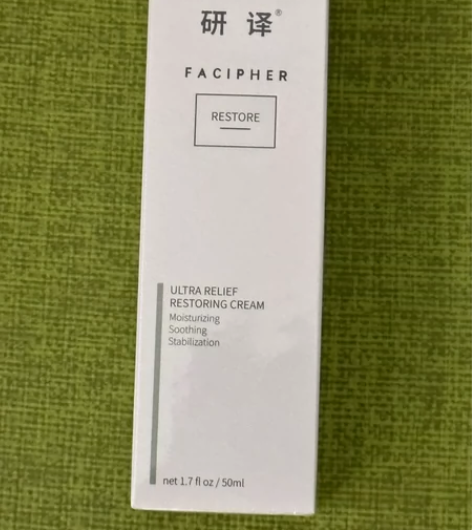 研译®
FACIPHER
RESTORE
ULTRA RELIEF
RESTORING CREAM
Moisturizing
Soothing
Stabilization
net 1.7 fl oz / 50ml